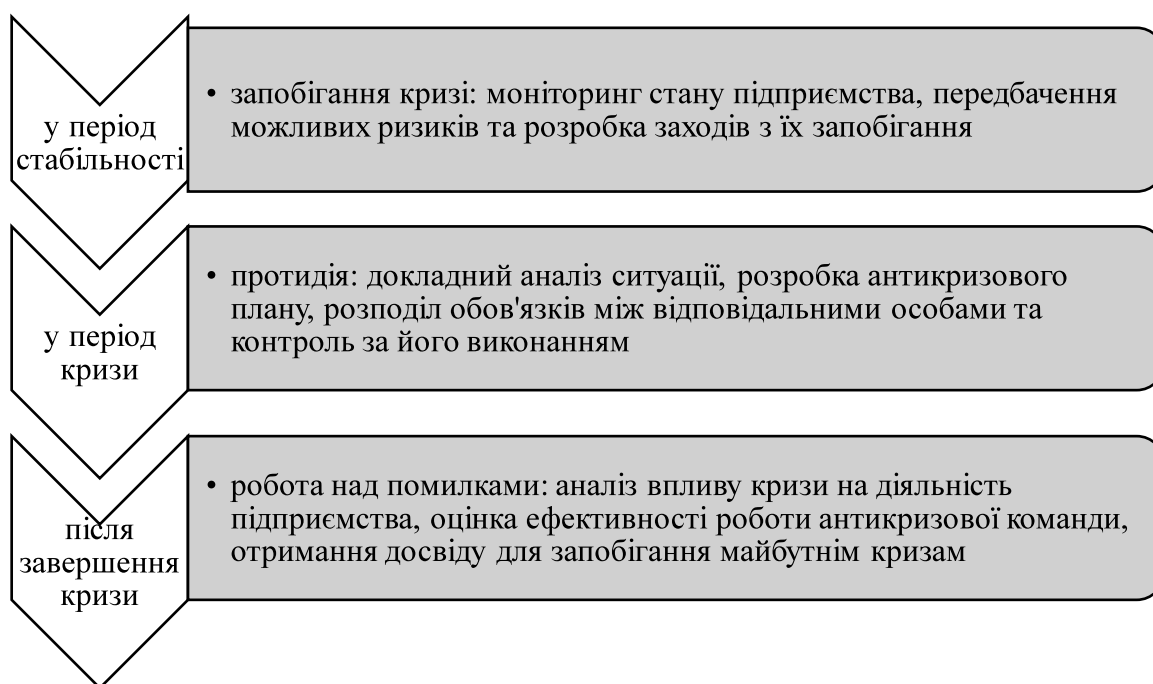 у період
стабільності
• запобігання кризі: моніторинг стану підприємства, передбачення
можливих ризиків та розробка заходів з їх запобігання
у період
кризи
• протидія: докладний аналіз ситуації, розробка антикризового
плану, розподіл обов'язків між відповідальними особами та
контроль за його виконанням
після
завершення
кризи
• робота над помилками: аналіз впливу кризи на діяльність
підприємства, оцінка ефективності роботи антикризової команди,
отримання досвіду для запобігання майбутнім кризам